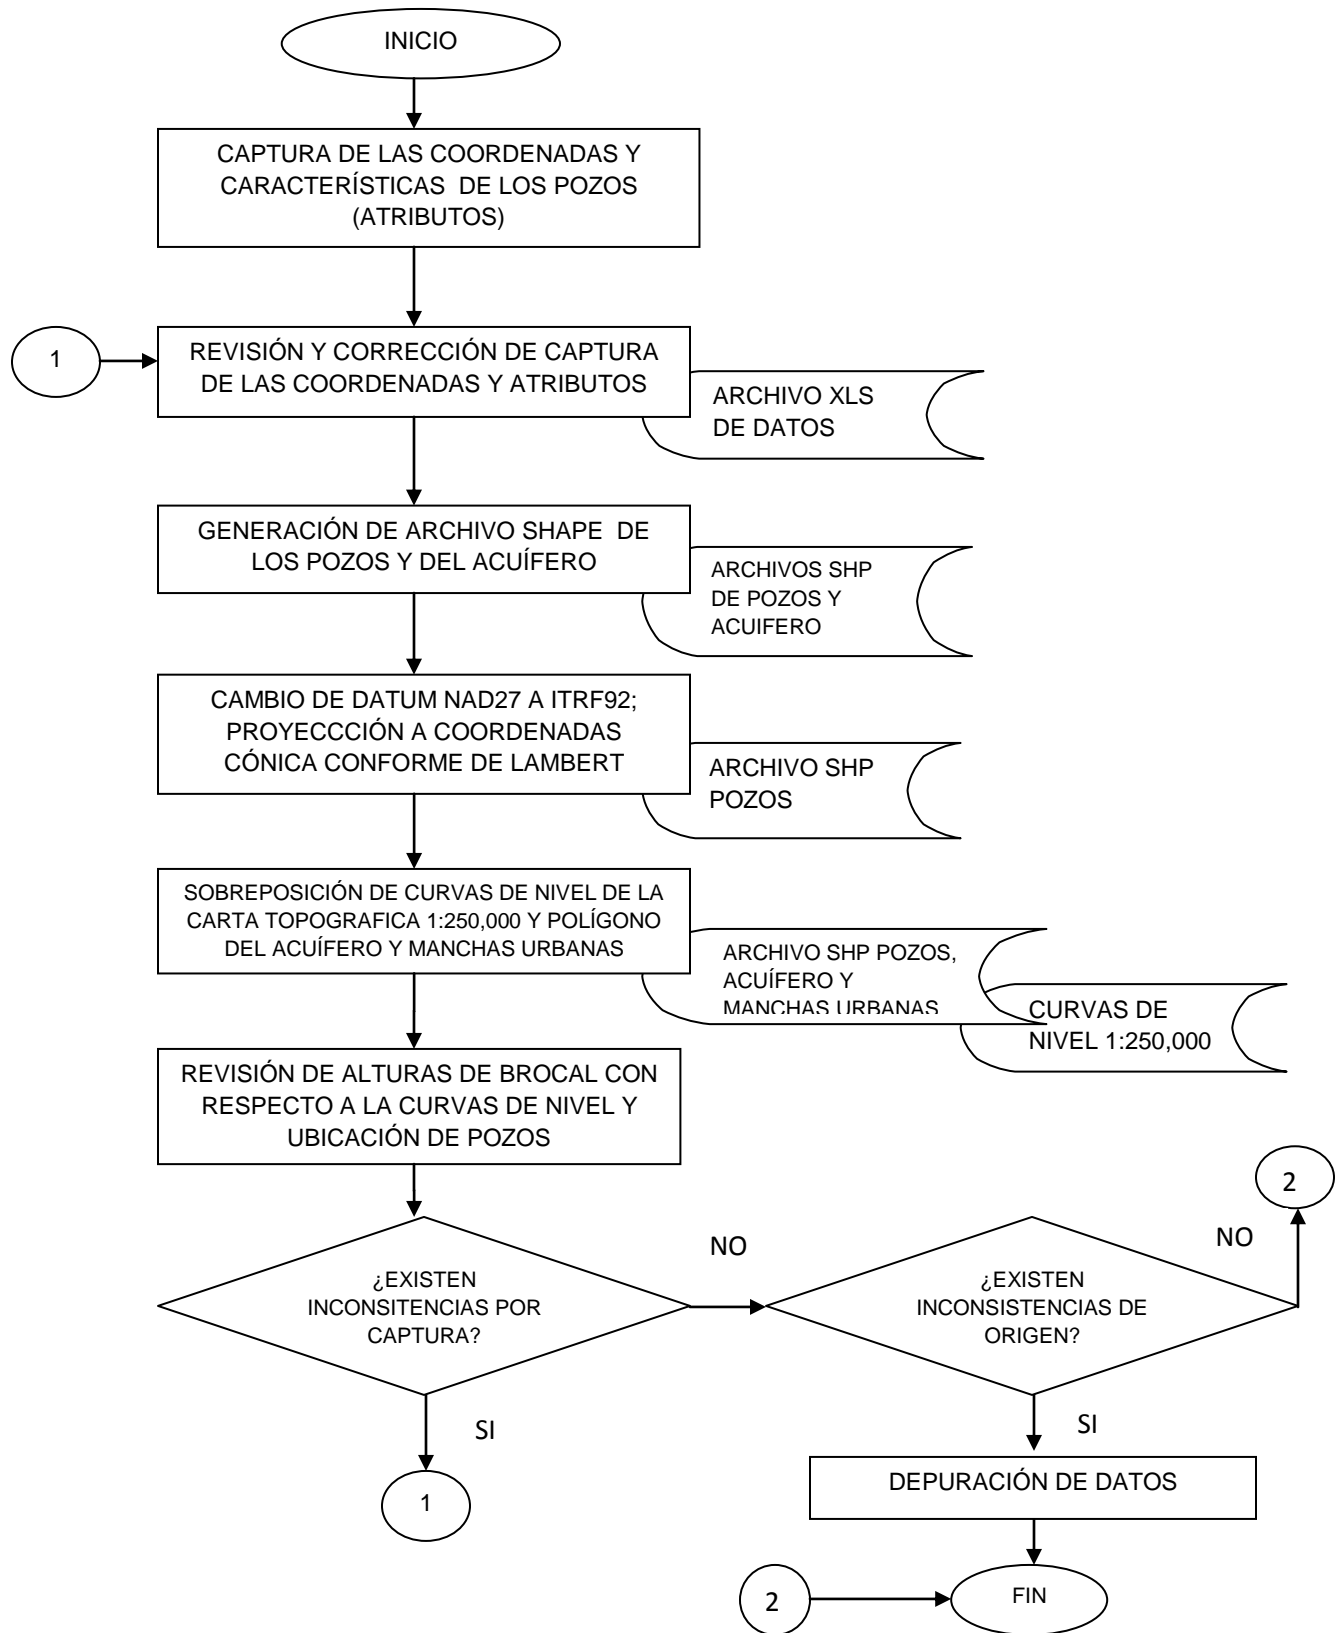 INICIO
CAPTURA DE LAS COORDENADAS Y
CARACTERÍSTICAS DE LOS POZOS
(ATRIBUTOS)
1
REVISIÓN Y CORRECCIÓN DE CAPTURA
DE LAS COORDENADAS Y ATRIBUTOS
ARCHIVO XLS
DE DATOS
GENERACIÓN DE ARCHIVO SHAPE DE
LOS POZOS Y DEL ACUÍFERO
ARCHIVOS SHP
DE POZOS Y
ACUIFERO
CAMBIO DE DATUM NAD27 A ITRF92;
PROYECCCIÓN A COORDENADAS
CÓNICA CONFORME DE LAMBERT
ARCHIVO SHP
POZOS
SOBREPOSICIÓN DE CURVAS DE NIVEL DE LA
CARTA TOPOGRAFICA 1:250,000 Y POLÍGONO
DEL ACUÍFERO Y MANCHAS URBANAS
ARCHIVO SHP POZOS,
ACUÍFERO Y
MANCHAS URBANAS
CURVAS DE
NIVEL 1:250,000
REVISIÓN DE ALTURAS DE BROCAL CON
RESPECTO A LA CURVAS DE NIVEL Y
UBICACIÓN DE POZOS
2
NO
NO
¿EXISTEN
INCONSITENCIAS POR
CAPTURA?
¿EXISTEN
INCONSISTENCIAS DE
ORIGEN?
SI
SI
1
DEPURACIÓN DE DATOS
2
FIN